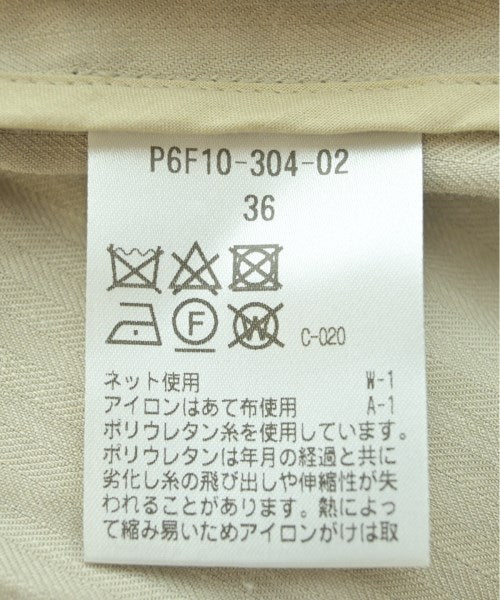 P6F10-304-02
36
F W C-020
ネット使用 W-1
アイロンはあて布使用 A-1
ポリウレタン糸を使用しています。
ポリウレタンは年月の経過と共に
劣化し糸の飛び出しや伸縮性が失
われることがあります。熱によっ
て縮み易いためアイロンがけは取